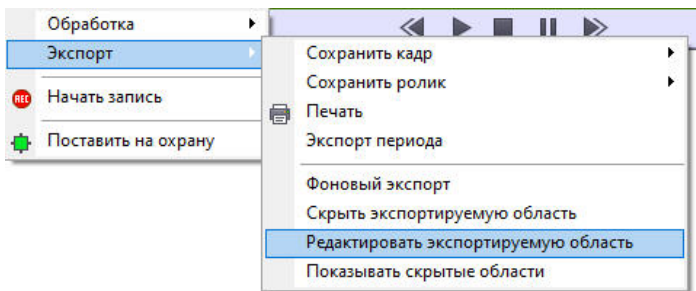 Обработка
Экспорт
REC Начать запись
Поставить на охрану
Сохранить кадр
Сохранить ролик
Печать
Экспорт периода
Фоновый экспорт
Скрыть экспортируемую область
Редактировать экспортируемую область
Показывать скрытые области